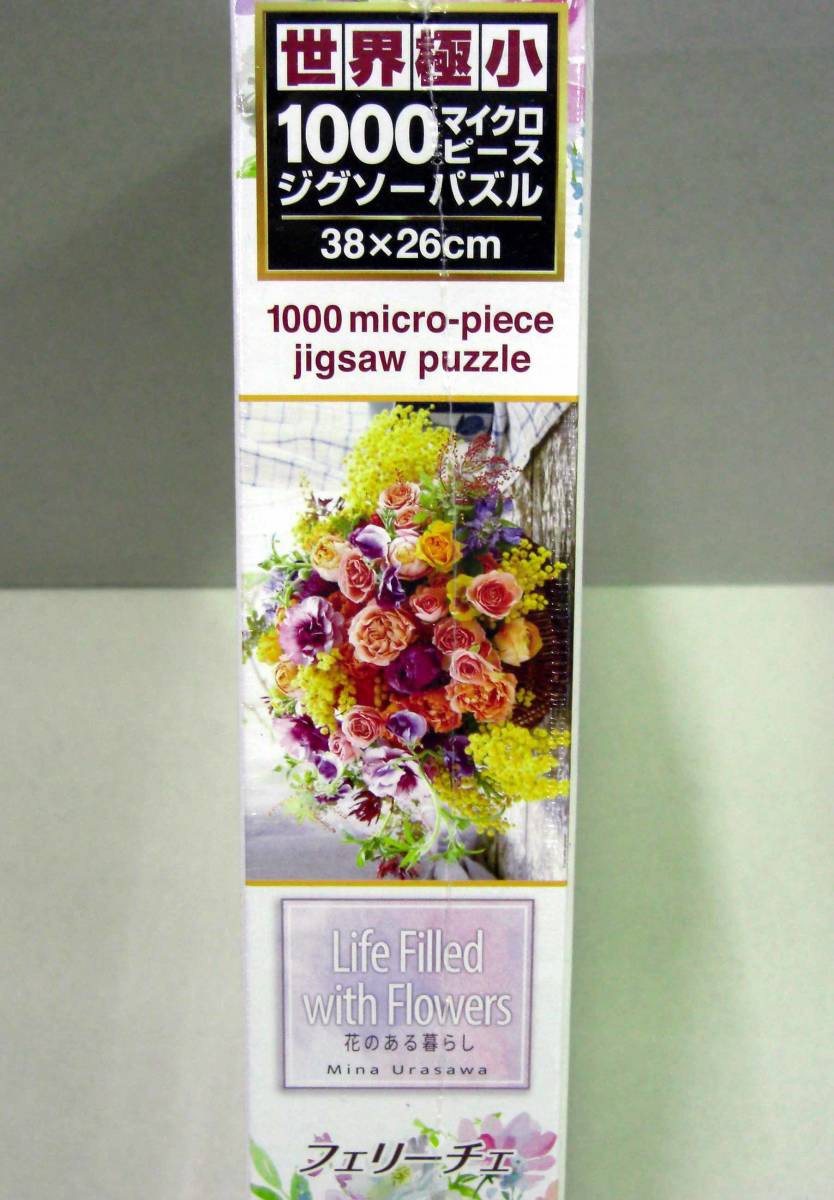 世界極小
1000マイクロピース
ジグソーパズル
38×26cm
1000 micro-piece
jigsaw puzzle
Life Filled
with Flowers
花のある暮らし
Mina Urasawa
フェリーチェ